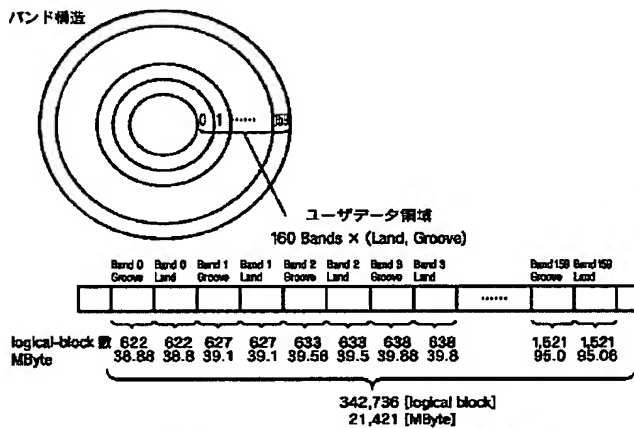 バンド構造
0 1 ...... 159
ユーザデータ領域
160 Bands × (Land, Groove)
Band 0 Groove Band 0 Land Band 1 Groove Band 1 Land Band 2 Groove Band 2 Land Band 3 Groove Band 3 Land Band 159 Groove Band 159 Land
......
logical-block 数 622 622 627 627 633 633 638 638 1,521 1,521
MByte 38.88 38.8 39.1 39.1 39.56 39.5 39.88 39.8 95.0 95.06
342,736 [logical block]
21,421 [MByte]